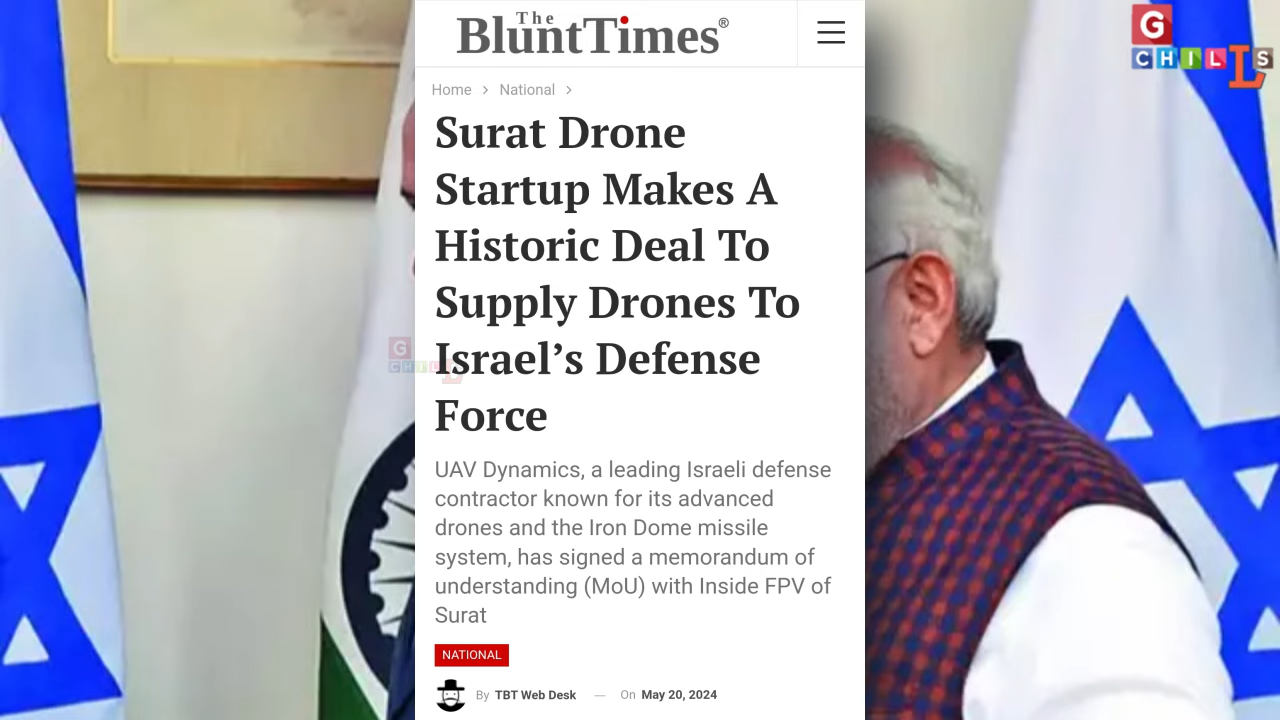 The
BluntTimes®
G
CHILLS
Home > National >
Surat Drone
Startup Makes A
Historic Deal To
Supply Drones To
Israel’s Defense
Force
G
CHILL
UAV Dynamics, a leading Israeli defense
contractor known for its advanced
drones and the Iron Dome missile
system, has signed a memorandum of
understanding (MoU) with Inside FPV of
Surat
NATIONAL
By TBT Web Desk — On May 20, 2024